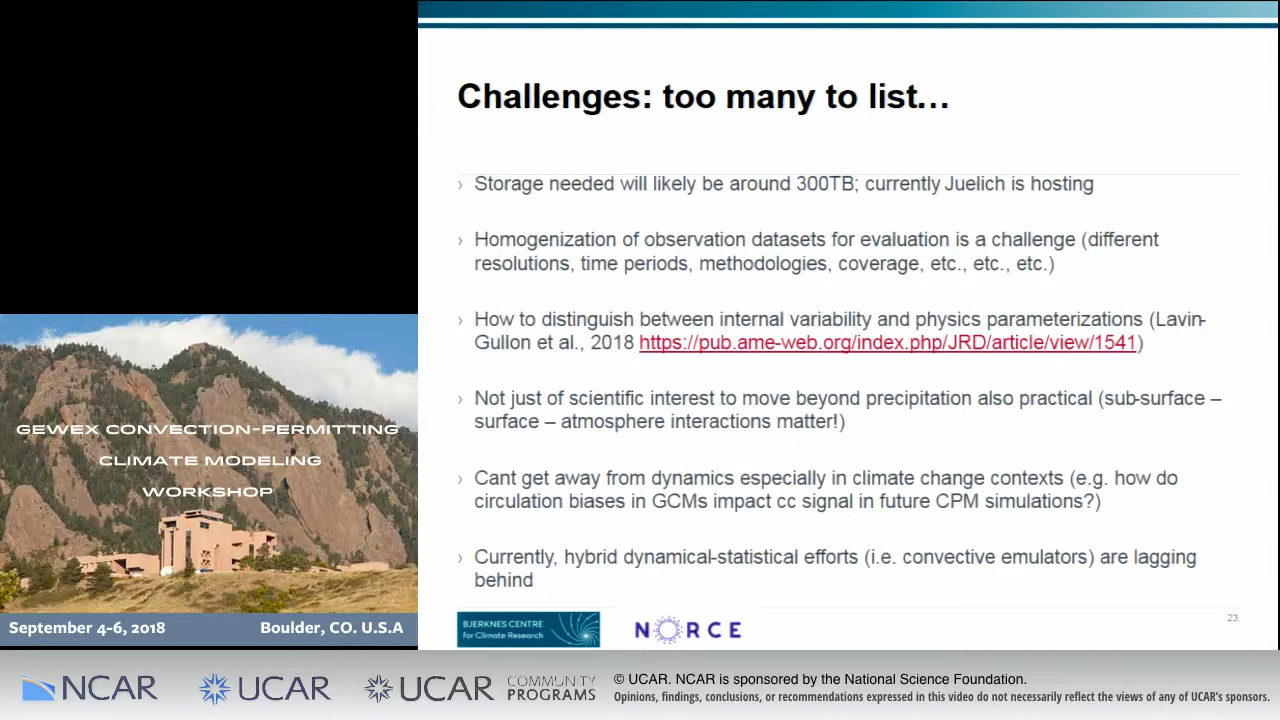 Challenges: too many to list...
› Storage needed will likely be around 300TB; currently Juelich is hosting
› Homogenization of observation datasets for evaluation is a challenge (different
resolutions, time periods, methodologies, coverage, etc., etc., etc.)
› How to distinguish between internal variability and physics parameterizations (Lavin-
Gullon et al., 2018 https://pub.ame-web.org/index.php/JRD/article/view/1541)
› Not just of scientific interest to move beyond precipitation also practical (sub-surface –
surface – atmosphere interactions matter!)
› Cant get away from dynamics especially in climate change contexts (e.g. how do
circulation biases in GCMs impact cc signal in future CPM simulations?)
› Currently, hybrid dynamical-statistical efforts (i.e. convective emulators) are lagging
behind
BJERKNES CENTRE
for Climate Research
NORCE
23
GEWEX CONVECTION-PERMITTING
CLIMATE MODELING
WORKSHOP
September 4-6, 2018
Boulder, CO. U.S.A
NCAR
UCAR
UCAR
COMMUNITY
PROGRAMS
© UCAR. NCAR is sponsored by the National Science Foundation.
Opinions, findings, conclusions, or recommendations expressed in this video do not necessarily reflect the views of any of UCAR's sponsors.